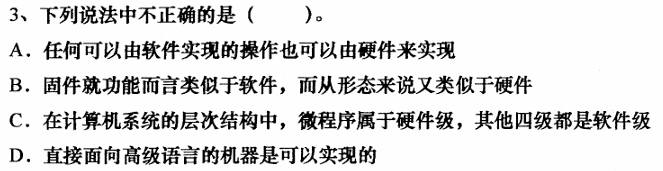 3、下列说法中不正确的是（　　）。
A．任何可以由软件实现的操作也可以由硬件来实现
B．固件就功能而言类似于软件，而从形态来说又类似于硬件
C．在计算机系统的层次结构中，微程序属于硬件级，其他四级都是软件级
D．直接面向高级语言的机器是可以实现的